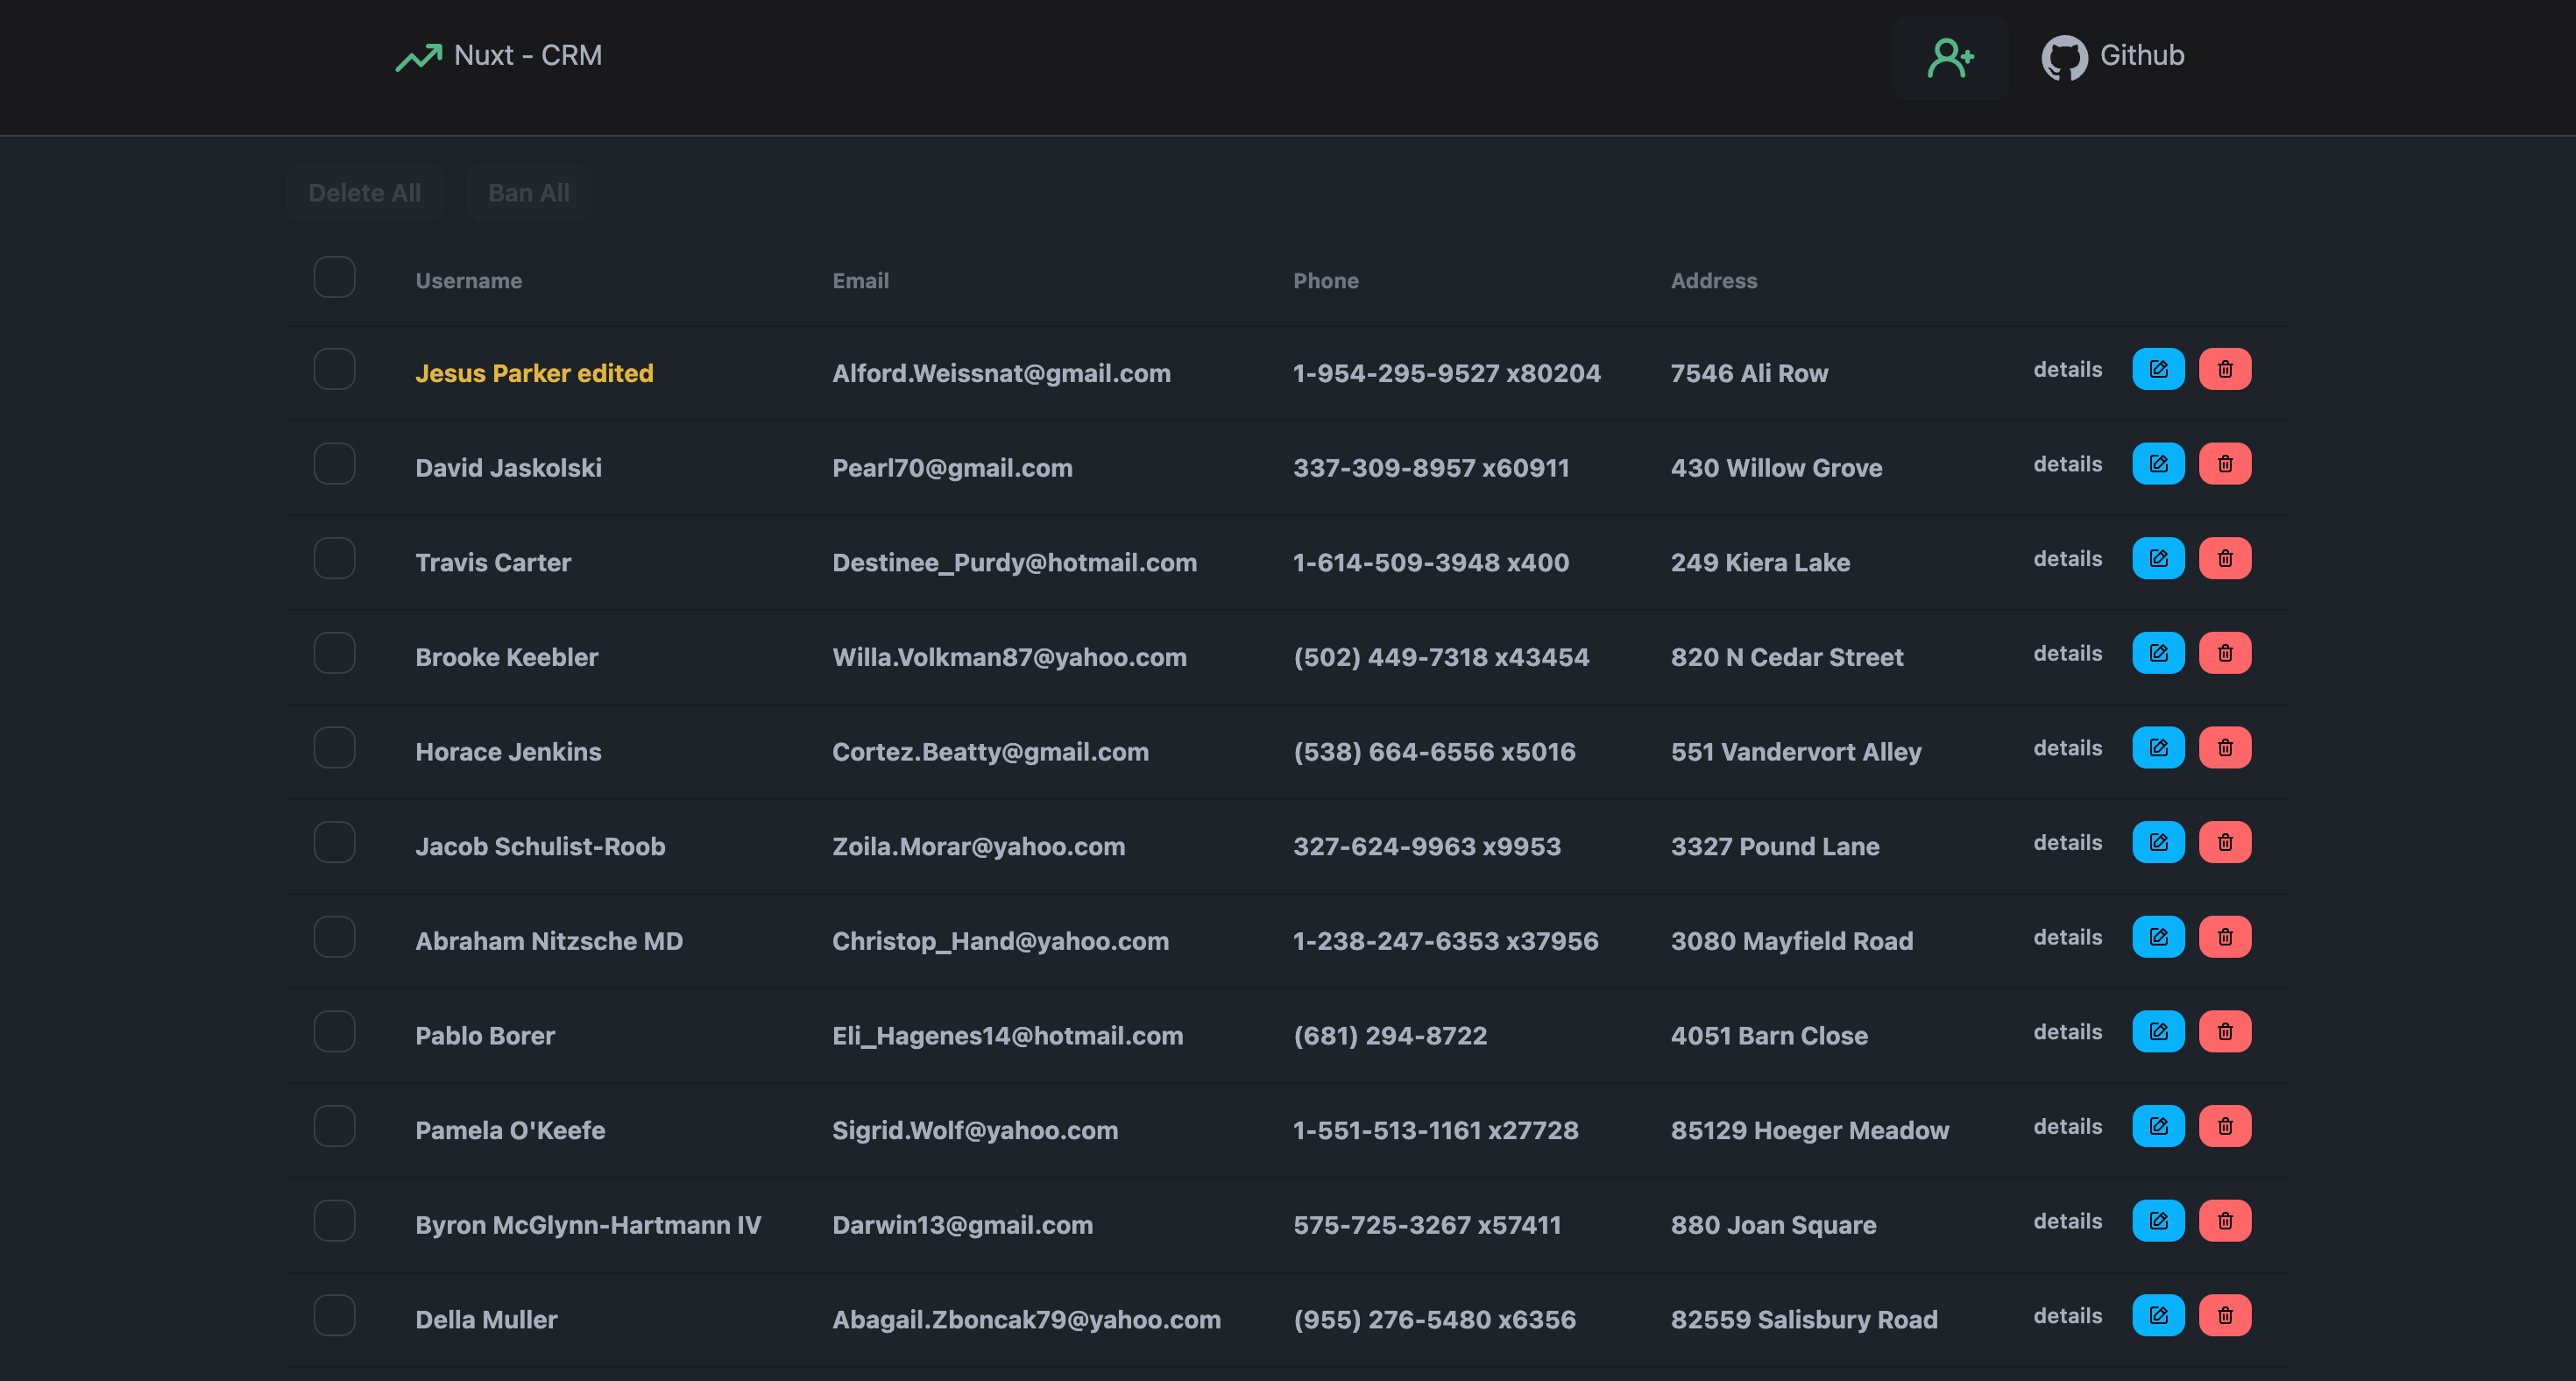 Nuxt - CRM Github
Delete All Ban All
Username Email Phone Address
Jesus Parker edited Alford.Weissnat@gmail.com 1-954-295-9527 x80204 7546 Ali Row details
David Jaskolski Pearl70@gmail.com 337-309-8957 x60911 430 Willow Grove details
Travis Carter Destinee_Purdy@hotmail.com 1-614-509-3948 x400 249 Kiera Lake details
Brooke Keebler Willa.Volkman87@yahoo.com (502) 449-7318 x43454 820 N Cedar Street details
Horace Jenkins Cortez.Beatty@gmail.com (538) 664-6556 x5016 551 Vandervort Alley details
Jacob Schulist-Roob Zoila.Morar@yahoo.com 327-624-9963 x9953 3327 Pound Lane details
Abraham Nitzsche MD Christop_Hand@yahoo.com 1-238-247-6353 x37956 3080 Mayfield Road details
Pablo Borer Eli_Hagenes14@hotmail.com (681) 294-8722 4051 Barn Close details
Pamela O'Keefe Sigrid.Wolf@yahoo.com 1-551-513-1161 x27728 85129 Hoeger Meadow details
Byron McGlynn-Hartmann IV Darwin13@gmail.com 575-725-3267 x57411 880 Joan Square details
Della Muller Abagail.Zboncak79@yahoo.com (955) 276-5480 x6356 82559 Salisbury Road details